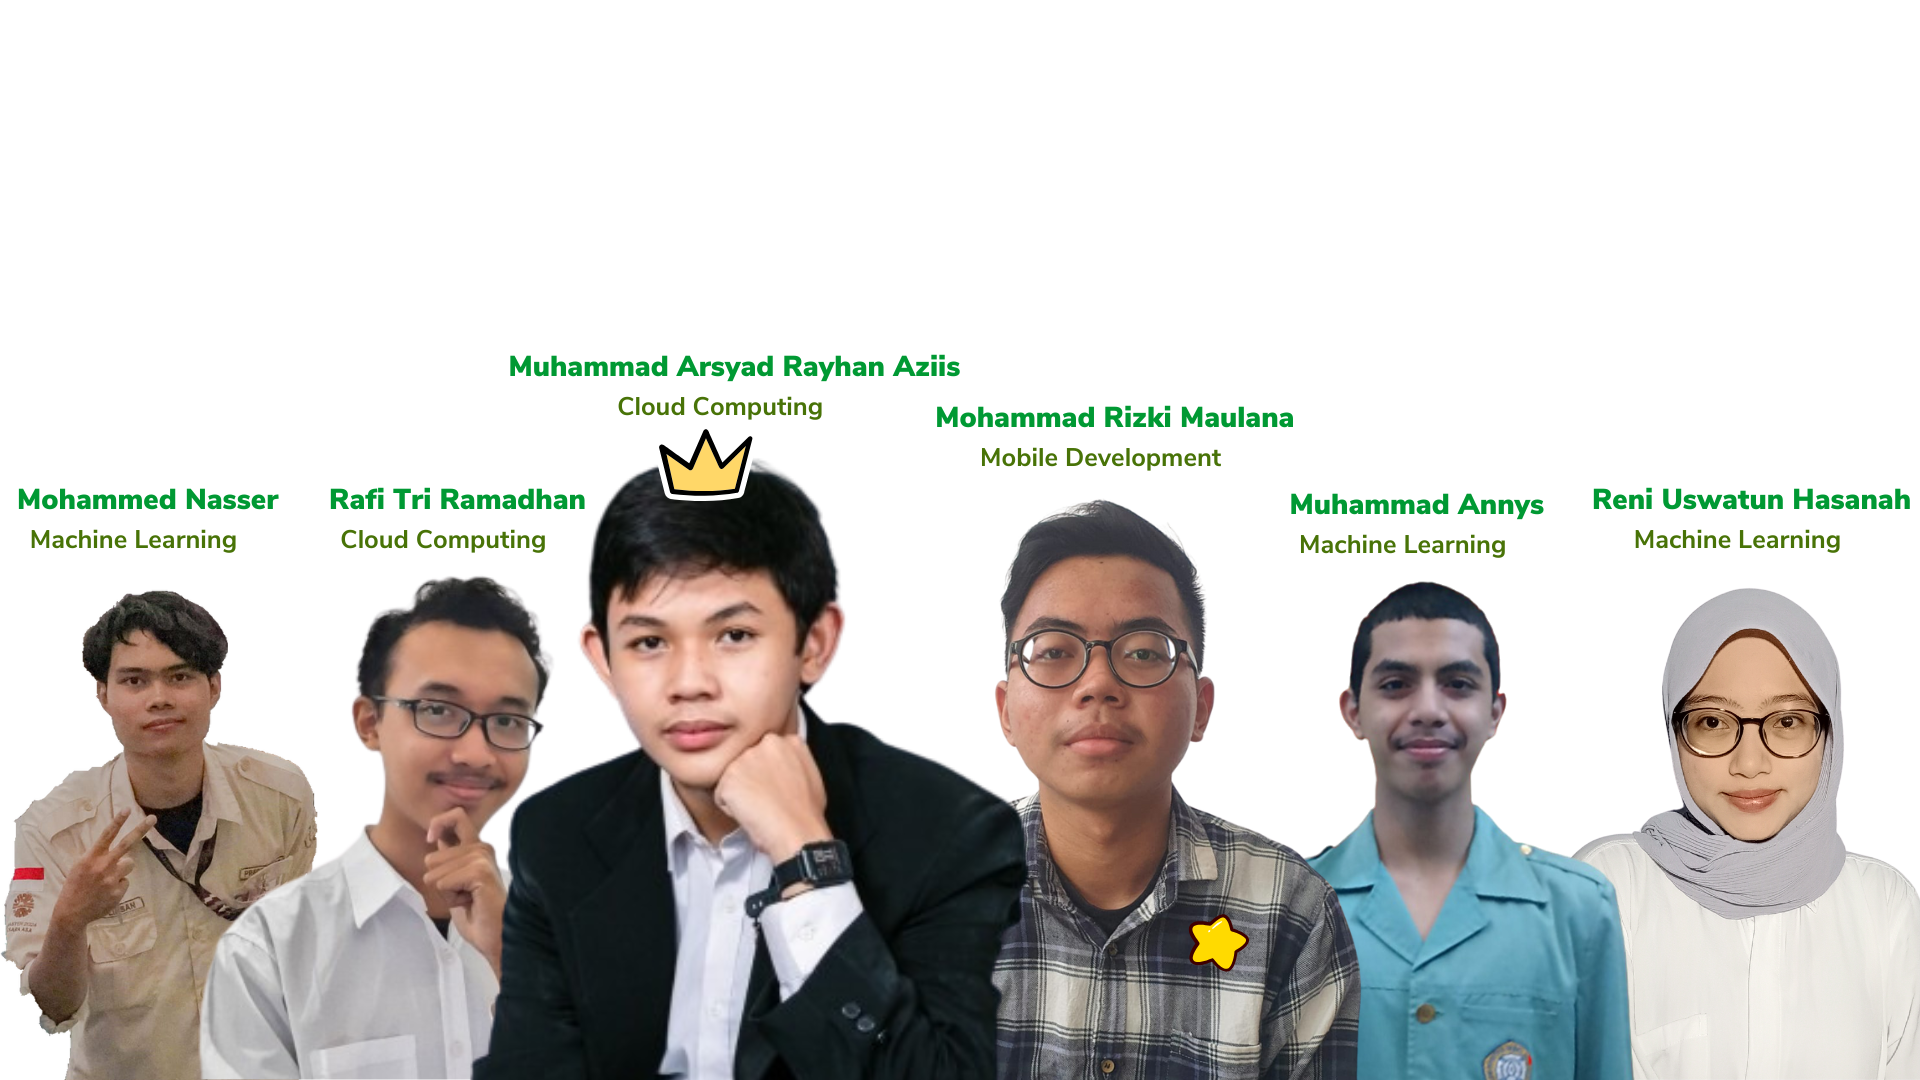 Muhammad Arsyad Rayhan Aziis
Cloud Computing
Mohammad Rizki Maulana
Mobile Development
Mohammed Nasser
Machine Learning
Rafi Tri Ramadhan
Cloud Computing
Muhammad Annys
Machine Learning
Reni Uswatun Hasanah
Machine Learning